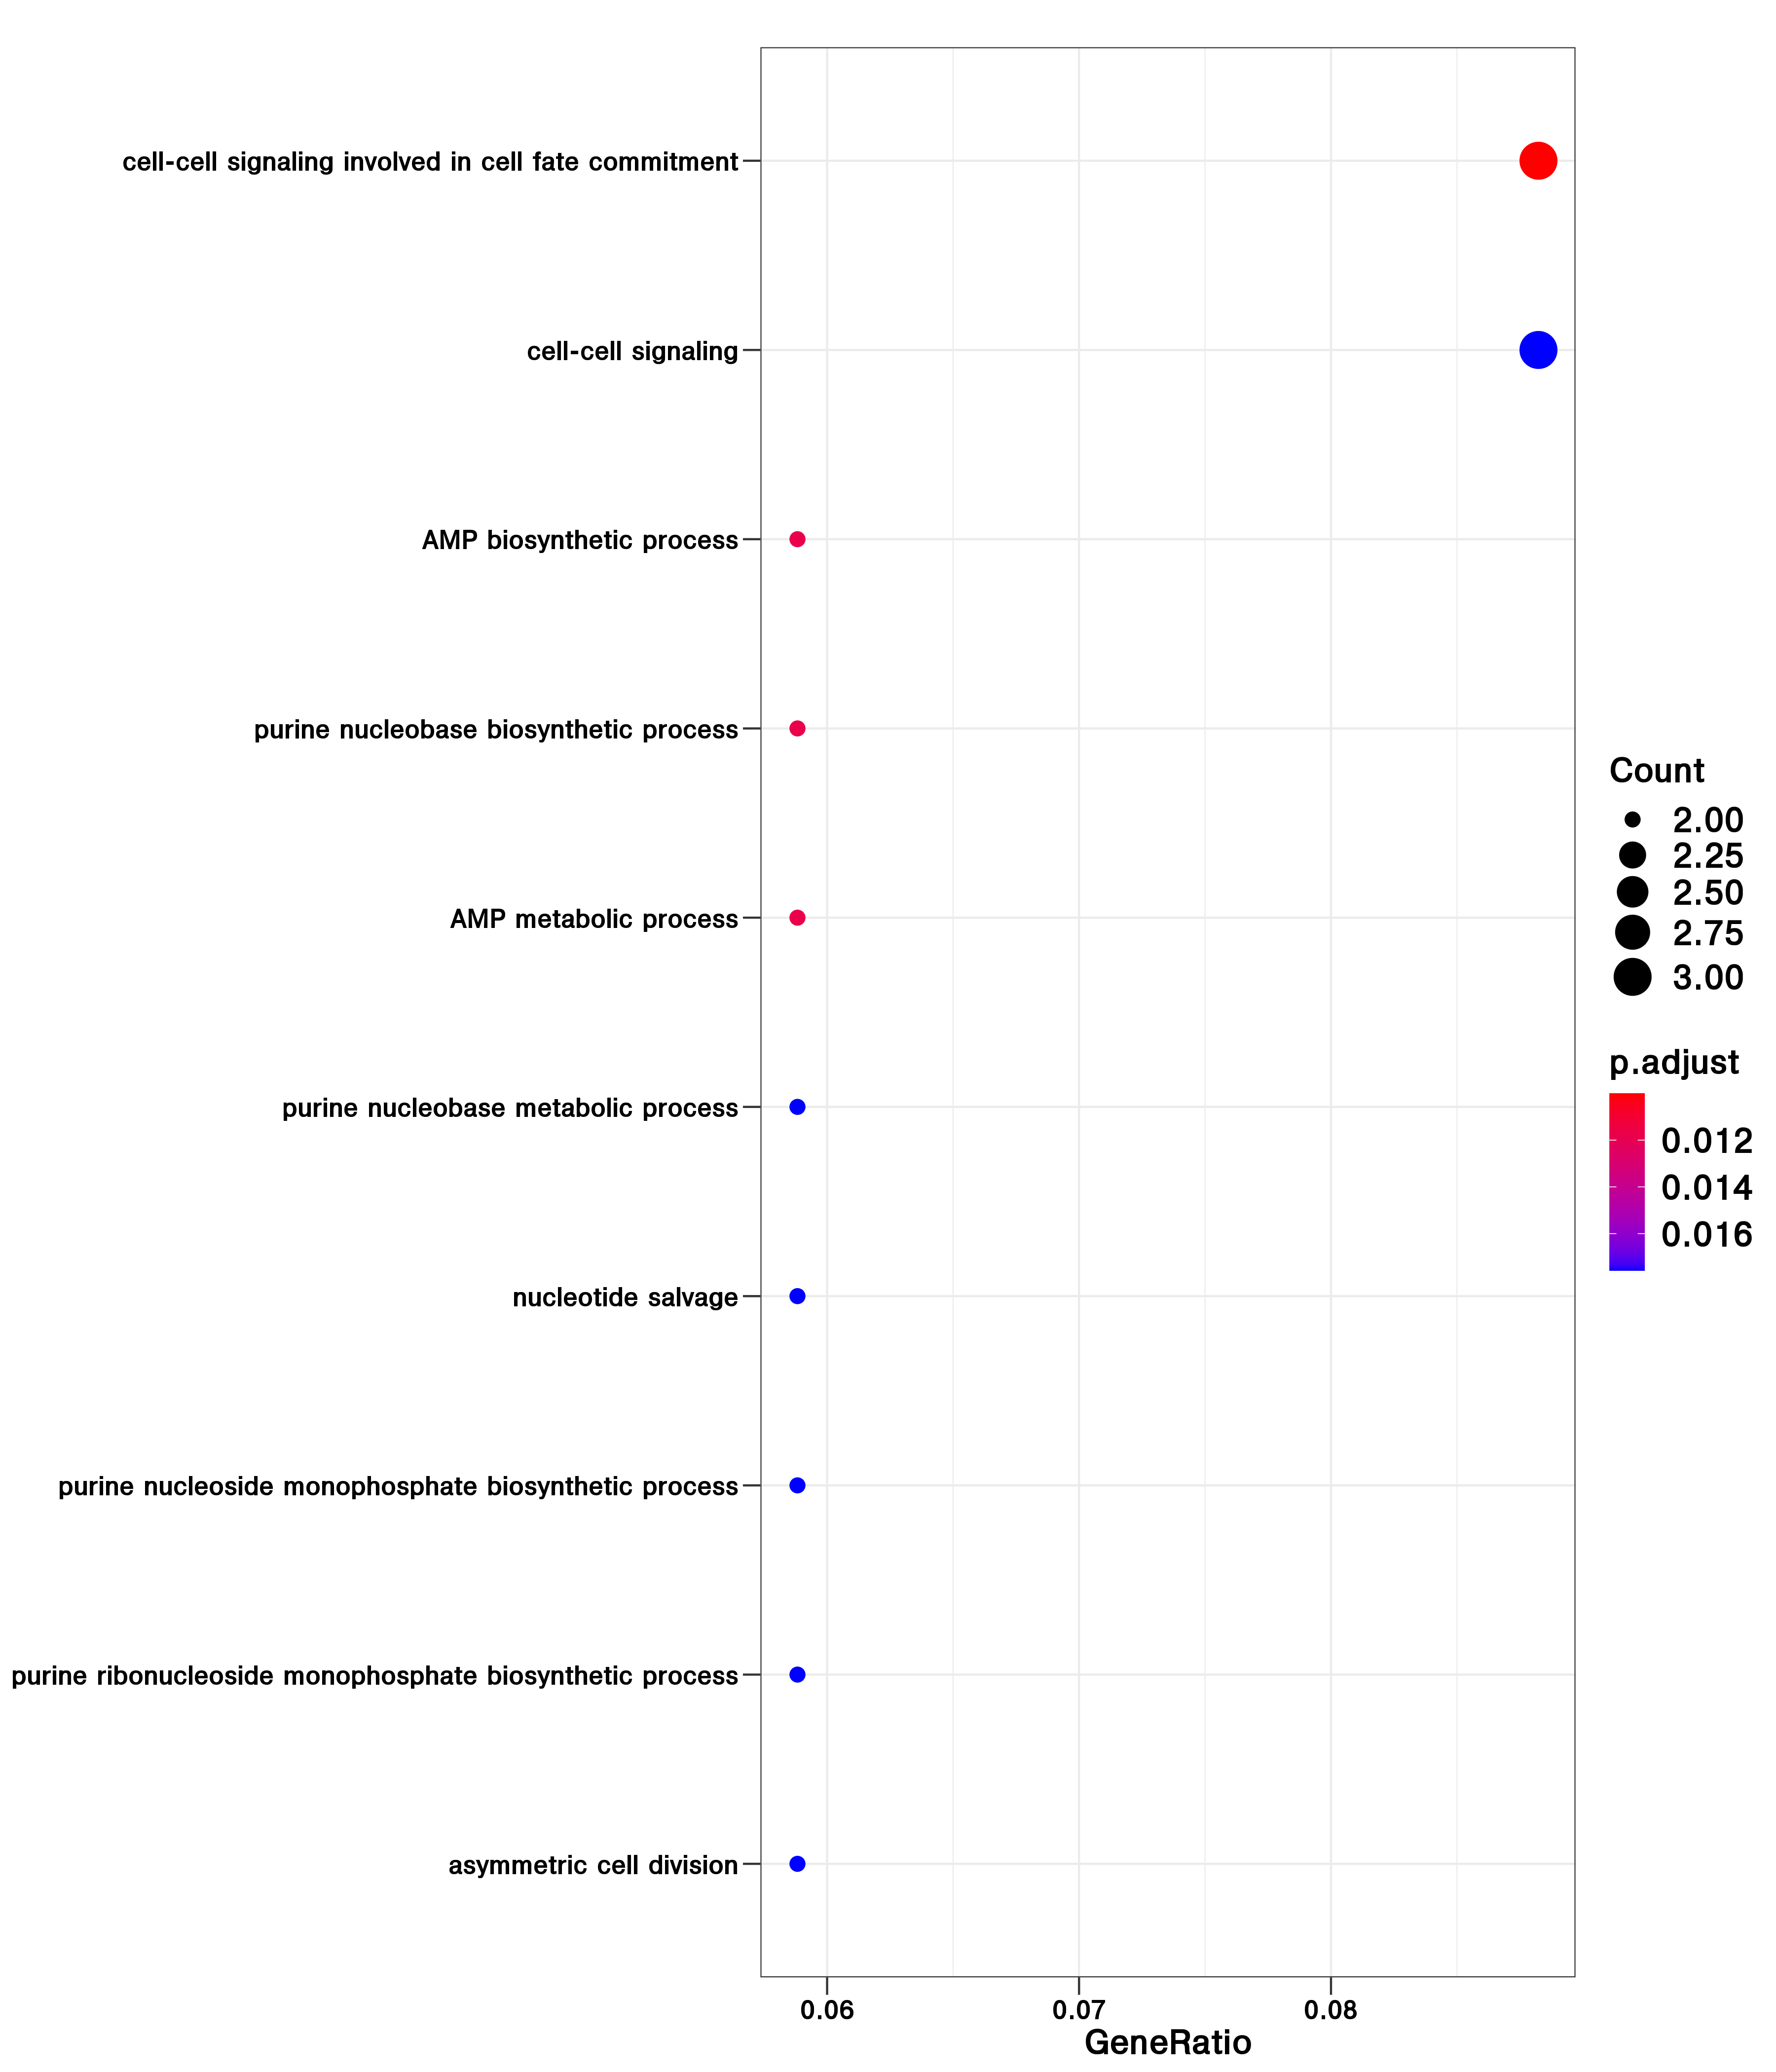 cell-cell signaling involved in cell fate commitment
cell-cell signaling
AMP biosynthetic process
purine nucleobase biosynthetic process
AMP metabolic process
purine nucleobase metabolic process
nucleotide salvage
purine nucleoside monophosphate biosynthetic process
purine ribonucleoside monophosphate biosynthetic process
asymmetric cell division
0.06 0.07 0.08
GeneRatio
Count
2.00
2.25
2.50
2.75
3.00
p.adjust
0.012
0.014
0.016